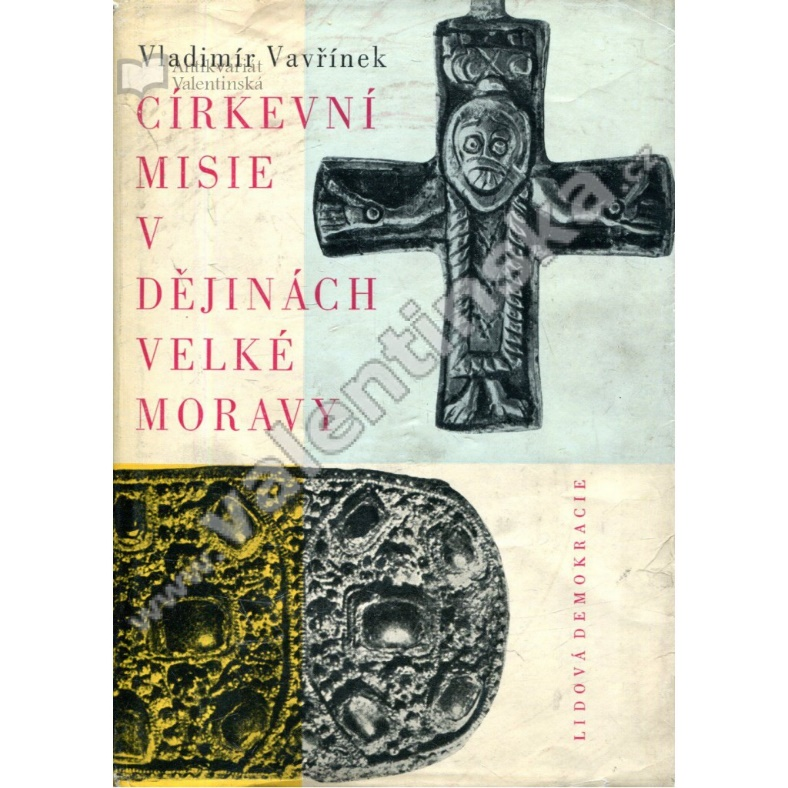 Vladimír Vavřínek
Antikvariát
Valentinská
CÍRKEVNÍ
MISIE
V
DĚJINÁCH
VELKÉ
MORAVY
LIDOVÁ DEMOKRACIE
www.valentinska.cz